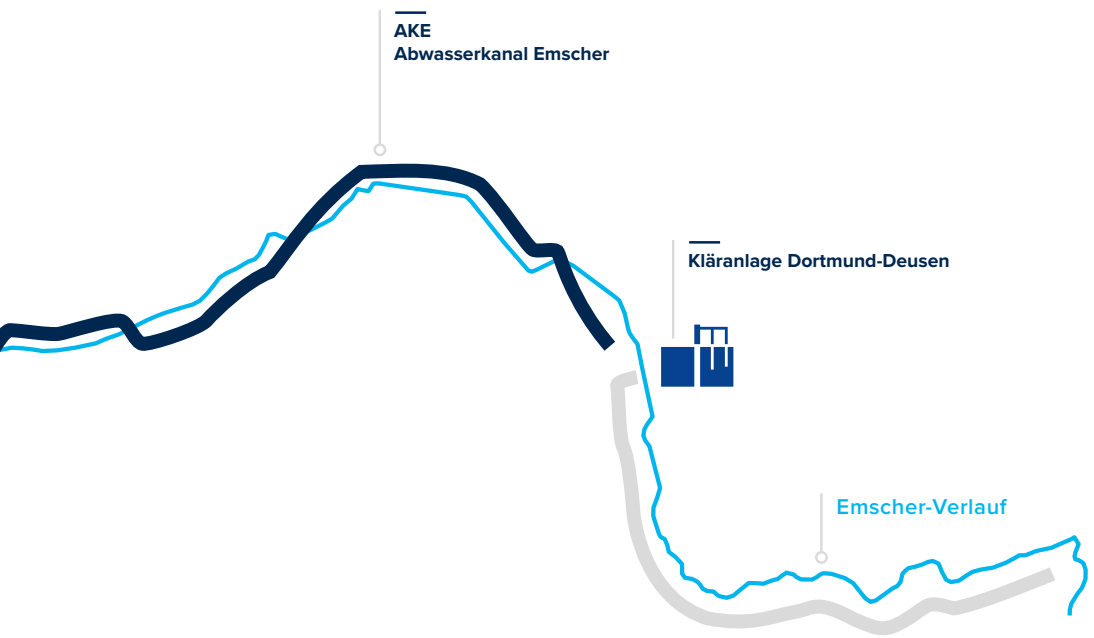 AKE
Abwasserkanal Emscher
Kläranlage Dortmund-Deusen
Emscher-Verlauf